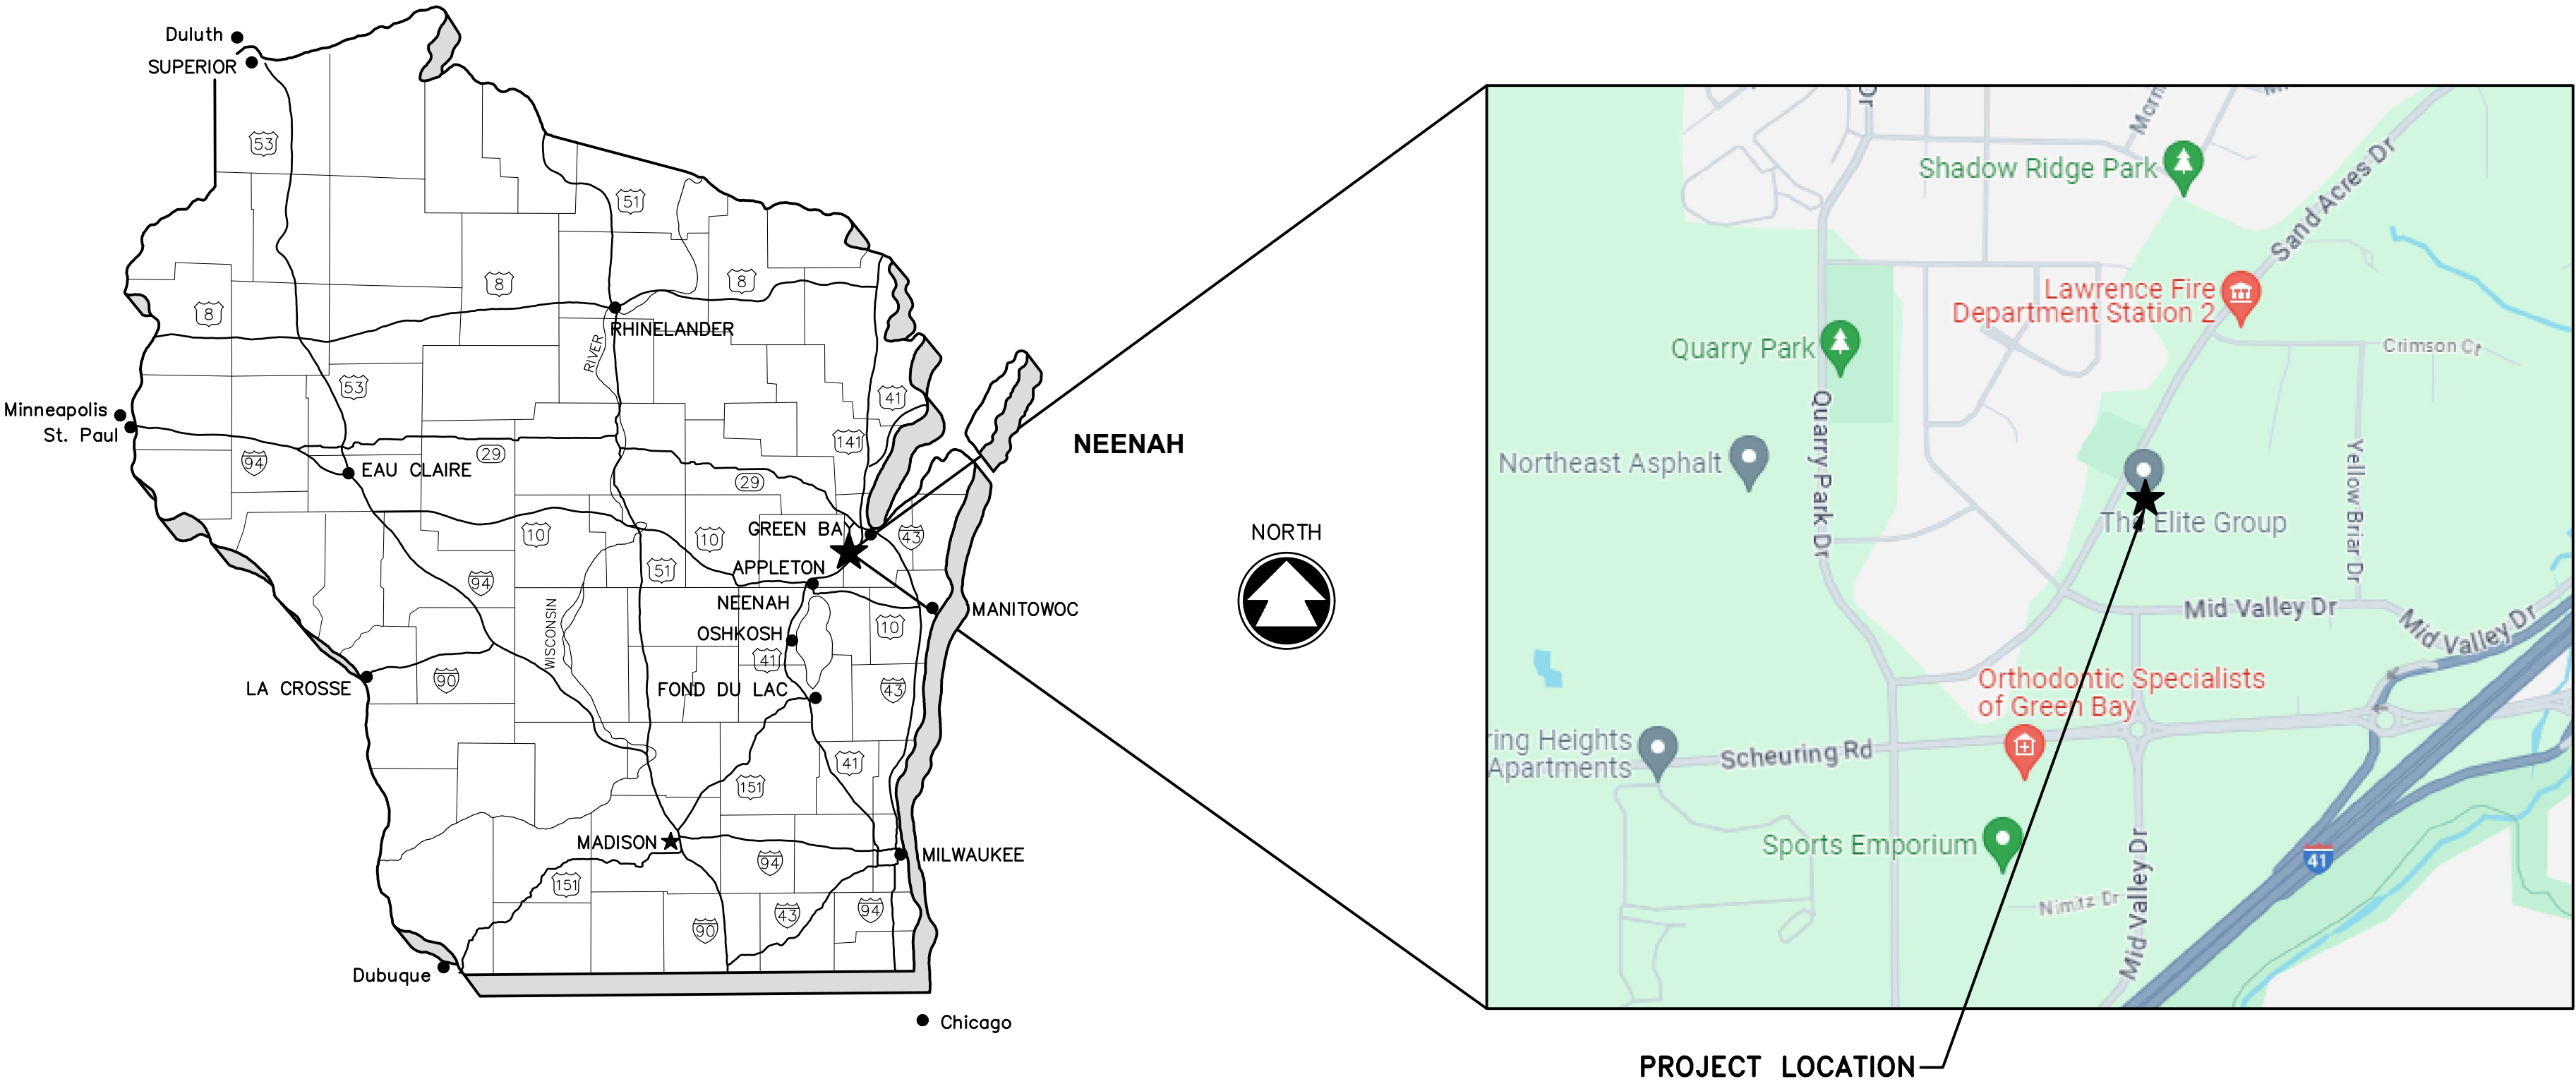 Duluth
SUPERIOR
53
51
8
8
8
RHINELANDER
RIVER
53
41
Minneapolis
St. Paul
141
94
EAU CLAIRE
29
29
NEENAH
10
10
GREEN BAY
43
51
APPLETON
94
NEENAH
MANITOWOC
WISCONSIN
OSHKOSH
10
41
LA CROSSE
90
FOND DU LAC
43
41
151
MADISON
94
MILWAUKEE
151
90
43
94
Dubuque
Chicago
NORTH
Dr
Morn
Shadow Ridge Park
Sand Acres Dr
Lawrence Fire
Department Station 2
Quarry Park
Crimson Ct
Quarry Park Dr
Northeast Asphalt
Yellow Briar Dr
The Elite Group
Mid Valley Dr
Mid Valley Dr
Orthodontic Specialists
of Green Bay
ring Heights
Apartments
Scheuring Rd
Sports Emporium
41
Nimitz Dr
Mid Valley Dr
PROJECT LOCATION